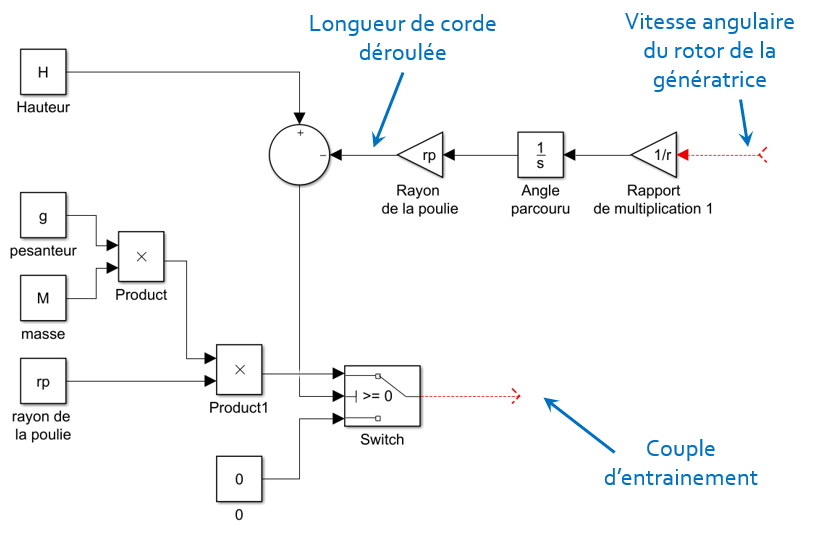 Longueur de corde
déroulée
Vitesse angulaire
du rotor de la
génératrice
H
Hauteur
+
−
rp
Rayon
de la poulie
1
s
Angle
parcouru
1/r
Rapport
de multiplication 1
g
pesanteur
×
Product
M
masse
rp
rayon de
la poulie
×
Product1
>= 0
Switch
0
0
Couple
d’entrainement